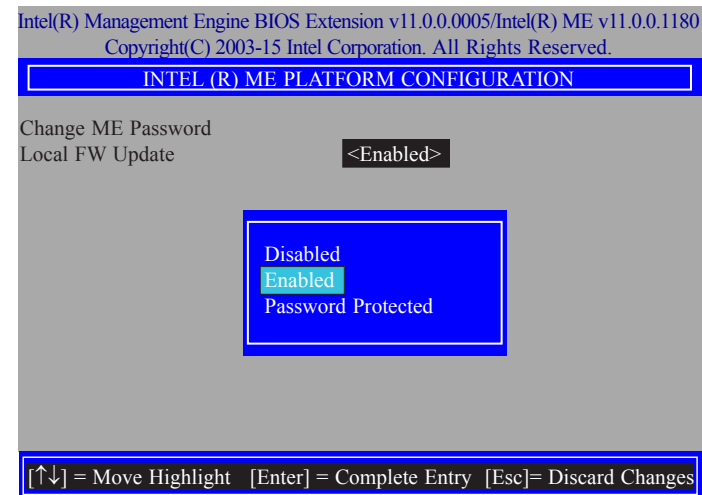 Intel(R) Management Engine BIOS Extension v11.0.0.0005/Intel(R) ME v11.0.0.1180
Copyright(C) 2003-15 Intel Corporation. All Rights Reserved.
INTEL (R) ME PLATFORM CONFIGURATION
Change ME Password
Local FW Update <Enabled>
Disabled
Enabled
Password Protected
[↑↓] = Move Highlight [Enter] = Complete Entry [Esc]= Discard Changes